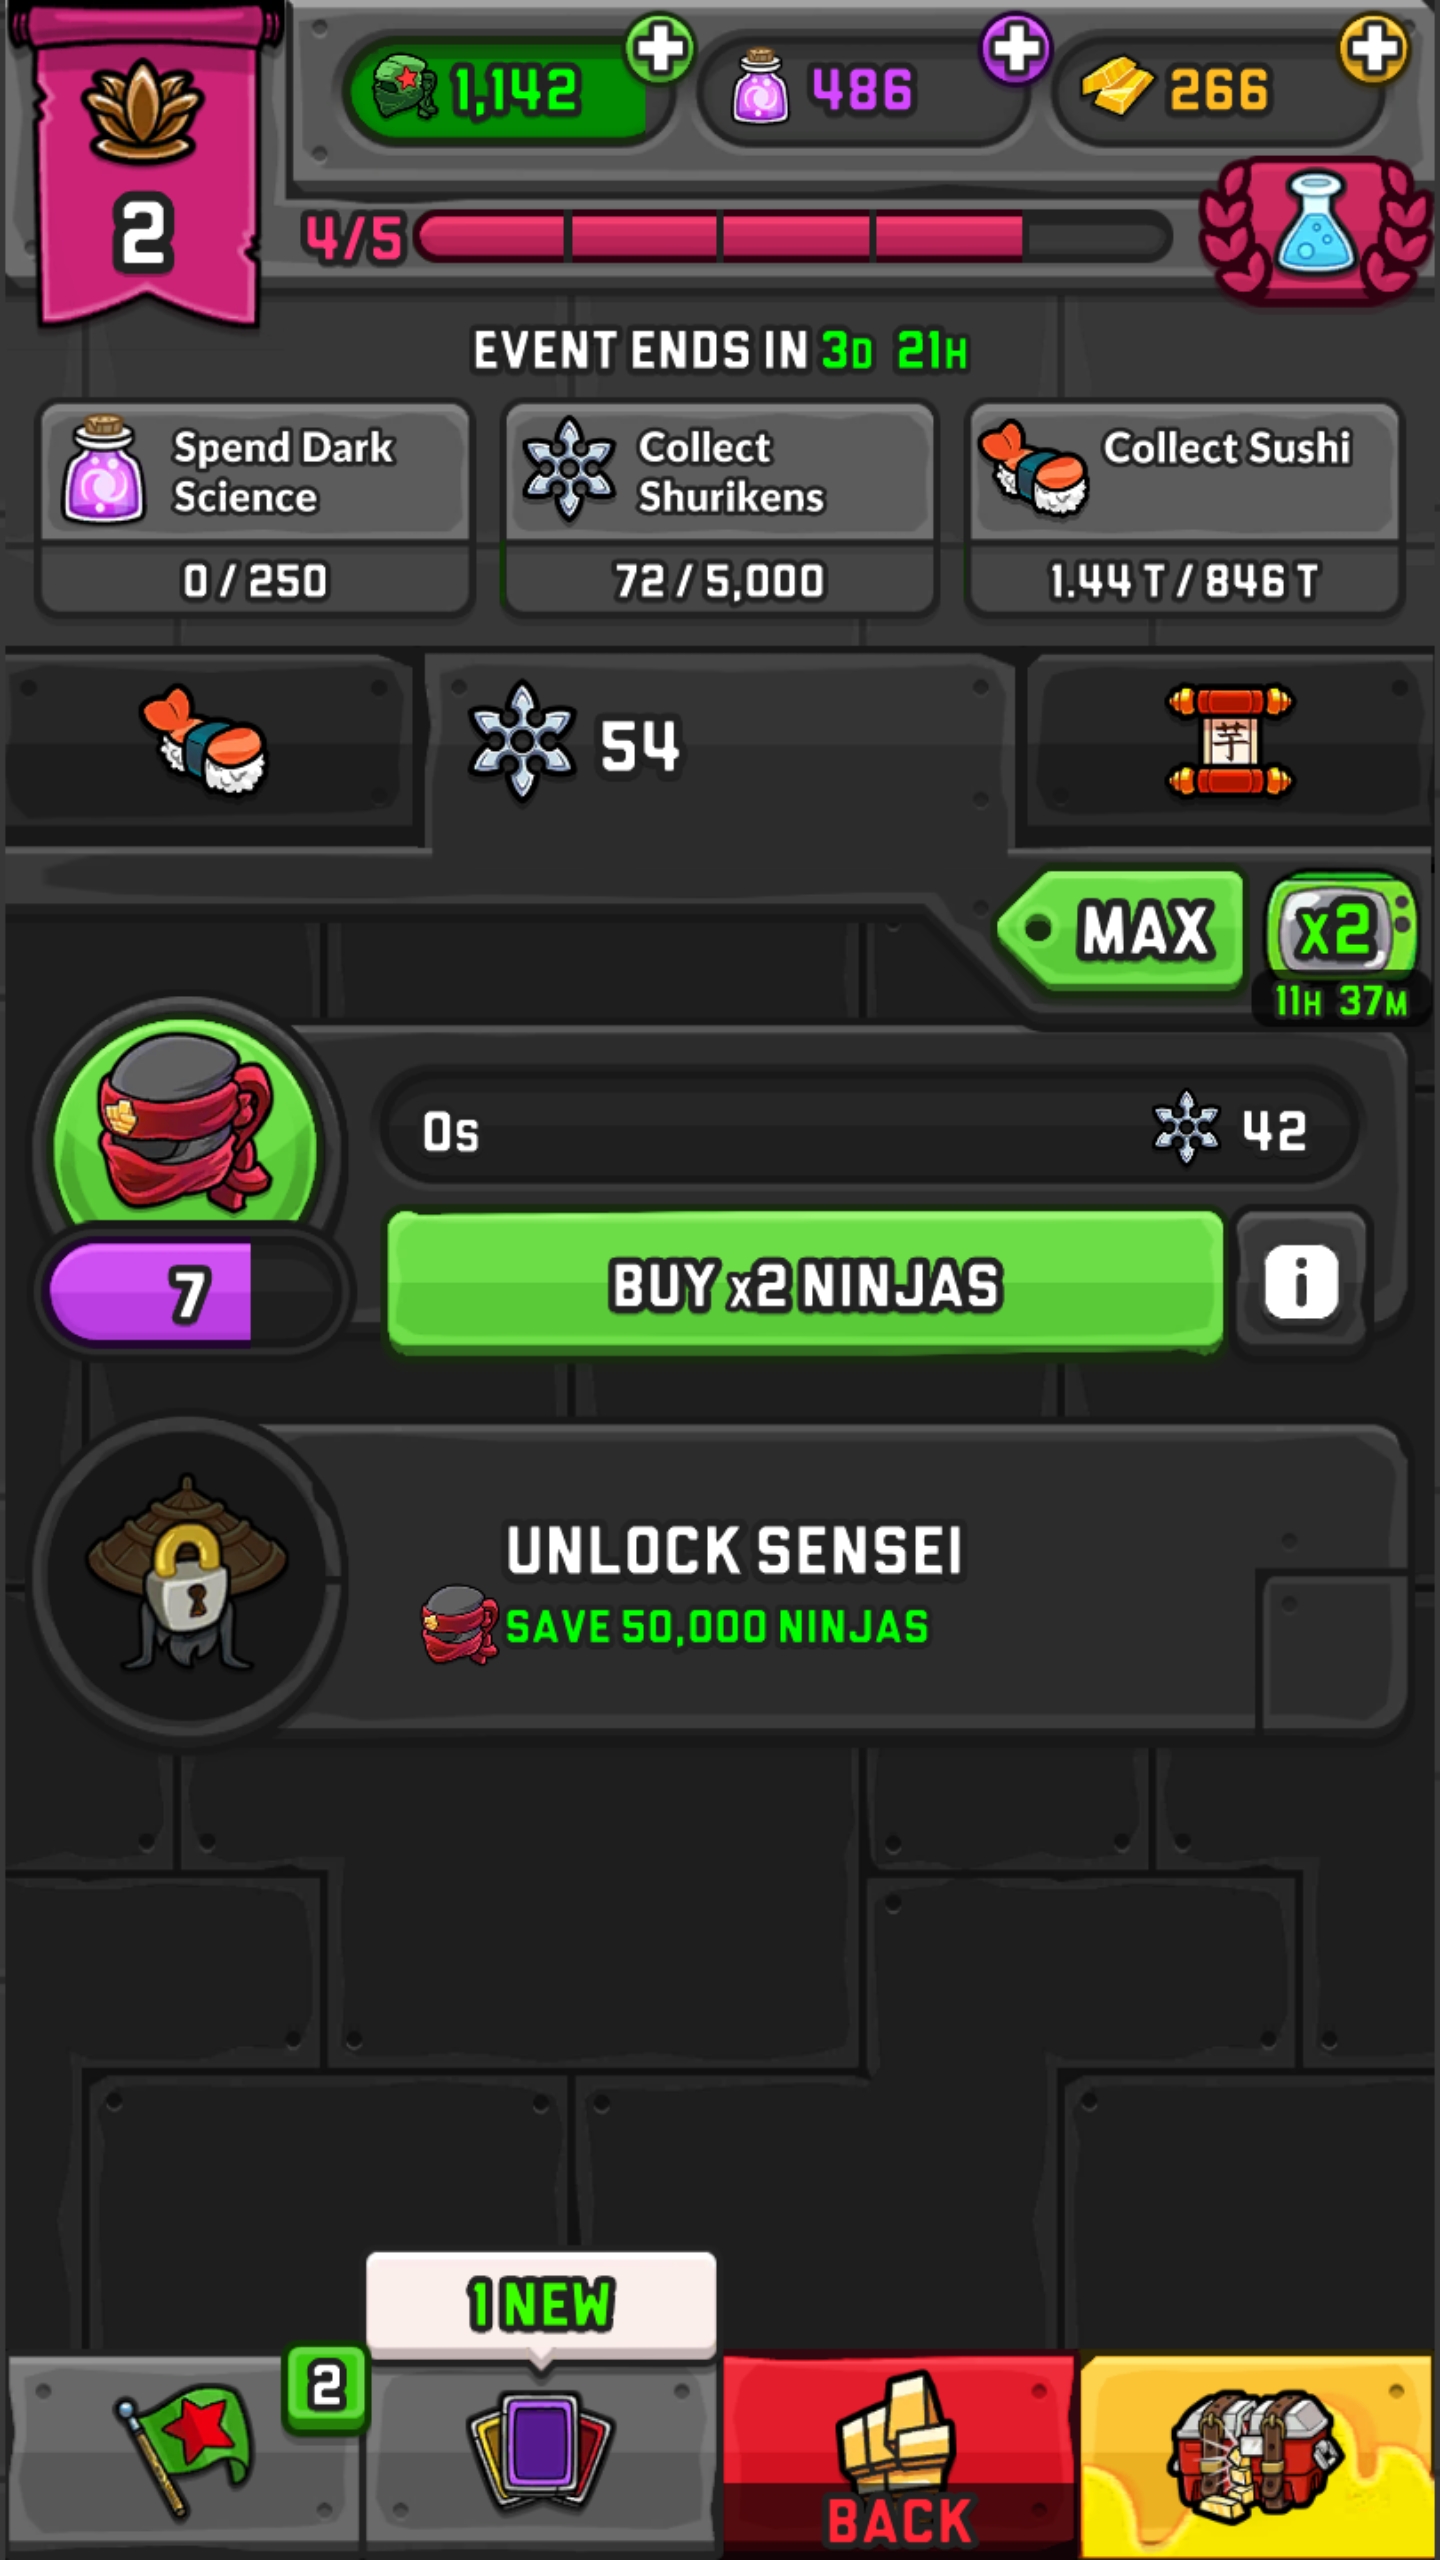 1,142
486
266
2
4/5
EVENT ENDS IN 3D 21H
Spend Dark
Science
0 / 250
Collect
Shurikens
72 / 5,000
Collect Sushi
1.44 T / 846 T
54
芋
MAX
x2
11H 37M
0s
42
7
BUY x2 NINJAS
i
UNLOCK SENSEI
SAVE 50,000 NINJAS
1 NEW
2
BACK